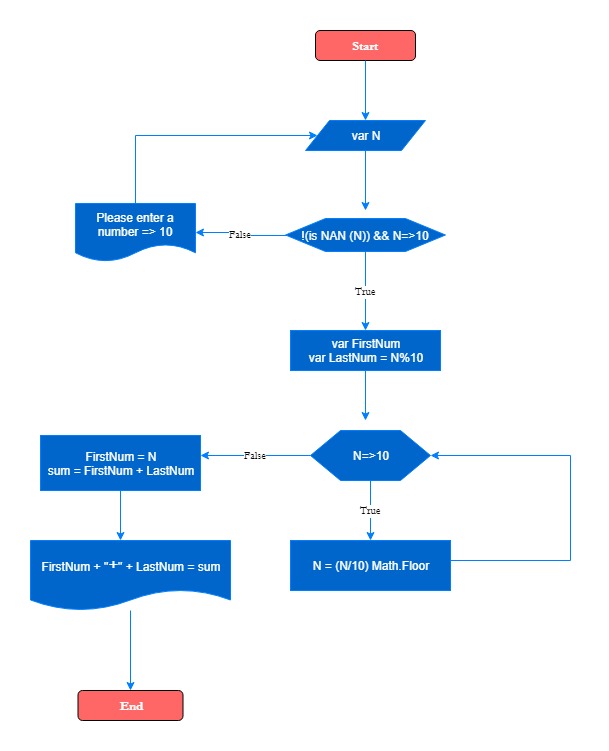 Start
var N
Please enter a
number => 10
False
!(is NAN (N)) && N=>10
True
var FirstNum
var LastNum = N%10
FirstNum = N
sum = FirstNum + LastNum
False
N=>10
True
FirstNum + "+" + LastNum = sum
N = (N/10) Math.Floor
End